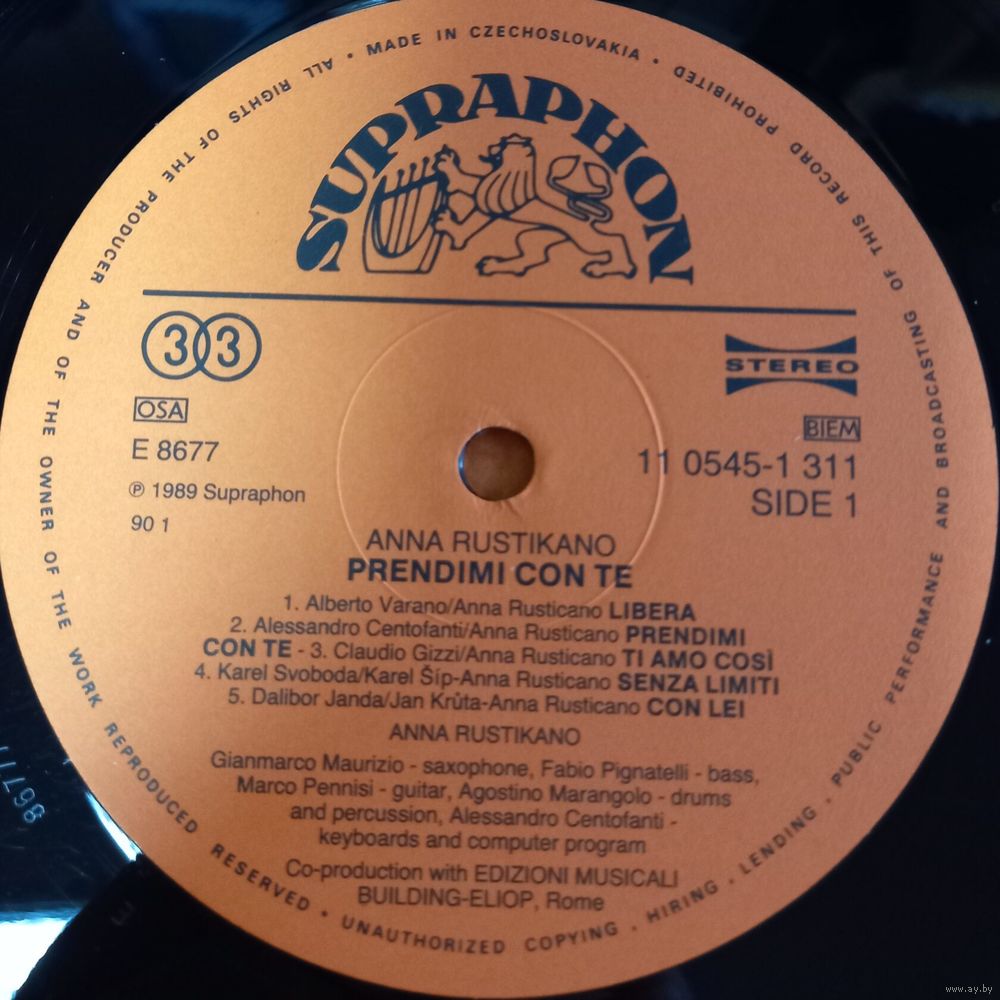 MADE IN CZECHOSLOVAKIA • ALL RIGHTS OF THE PRODUCER AND OF THE OWNER OF THE WORK REPRODUCED RESERVED • UNAUTHORIZED COPYING, HIRING, LENDING, PUBLIC PERFORMANCE AND BROADCASTING OF THIS RECORD PROHIBITED •
SUPRAPHON
33
STEREO
OSA
BIEM
E 8677
11 0545-1 311
℗ 1989 Supraphon
SIDE 1
90 1
ANNA RUSTIKANO
PRENDIMI CON TE
1. Alberto Varano/Anna Rusticano LIBERA
2. Alessandro Centofanti/Anna Rusticano PRENDIMI
CON TE - 3. Claudio Gizzi/Anna Rusticano TI AMO COSÌ
4. Karel Svoboda/Karel Šíp-Anna Rusticano SENZA LIMITI
5. Dalibor Janda/Jan Krůta-Anna Rusticano CON LEI
ANNA RUSTIKANO
Gianmarco Maurizio - saxophone, Fabio Pignatelli - bass,
Marco Pennisi - guitar, Agostino Marangolo - drums
and percussion, Alessandro Centofanti -
keyboards and computer program
Co-production with EDIZIONI MUSICALI
BUILDING-ELIOP, Rome
www.ay.by